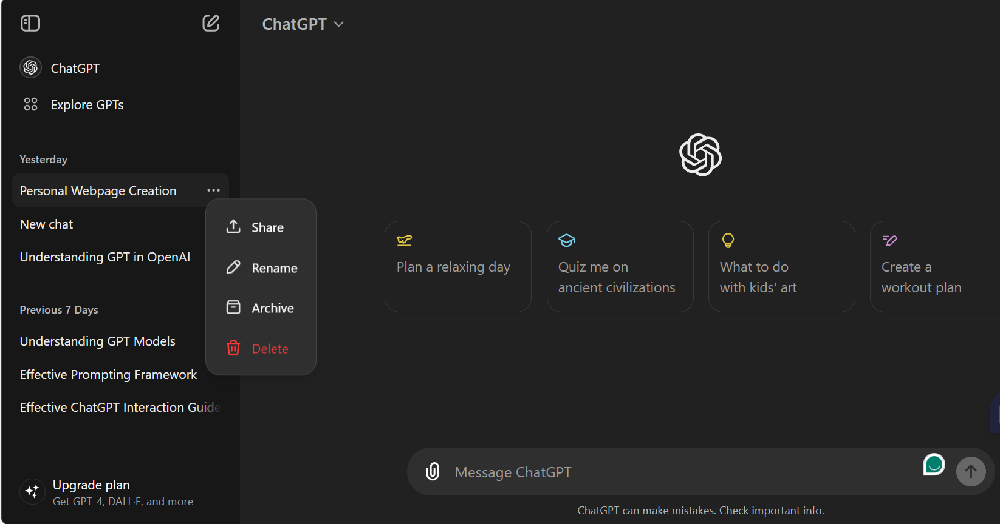 ChatGPT
ChatGPT
Explore GPTs
Yesterday
Personal Webpage Creation
New chat
Understanding GPT in OpenAI
Previous 7 Days
Understanding GPT Models
Effective Prompting Framework
Effective ChatGPT Interaction Guide
Upgrade plan
Get GPT-4, DALL·E, and more
Share
Rename
Archive
Delete
Plan a relaxing day
Quiz me on
ancient civilizations
What to do
with kids' art
Create a
workout plan
Message ChatGPT
ChatGPT can make mistakes. Check important info.